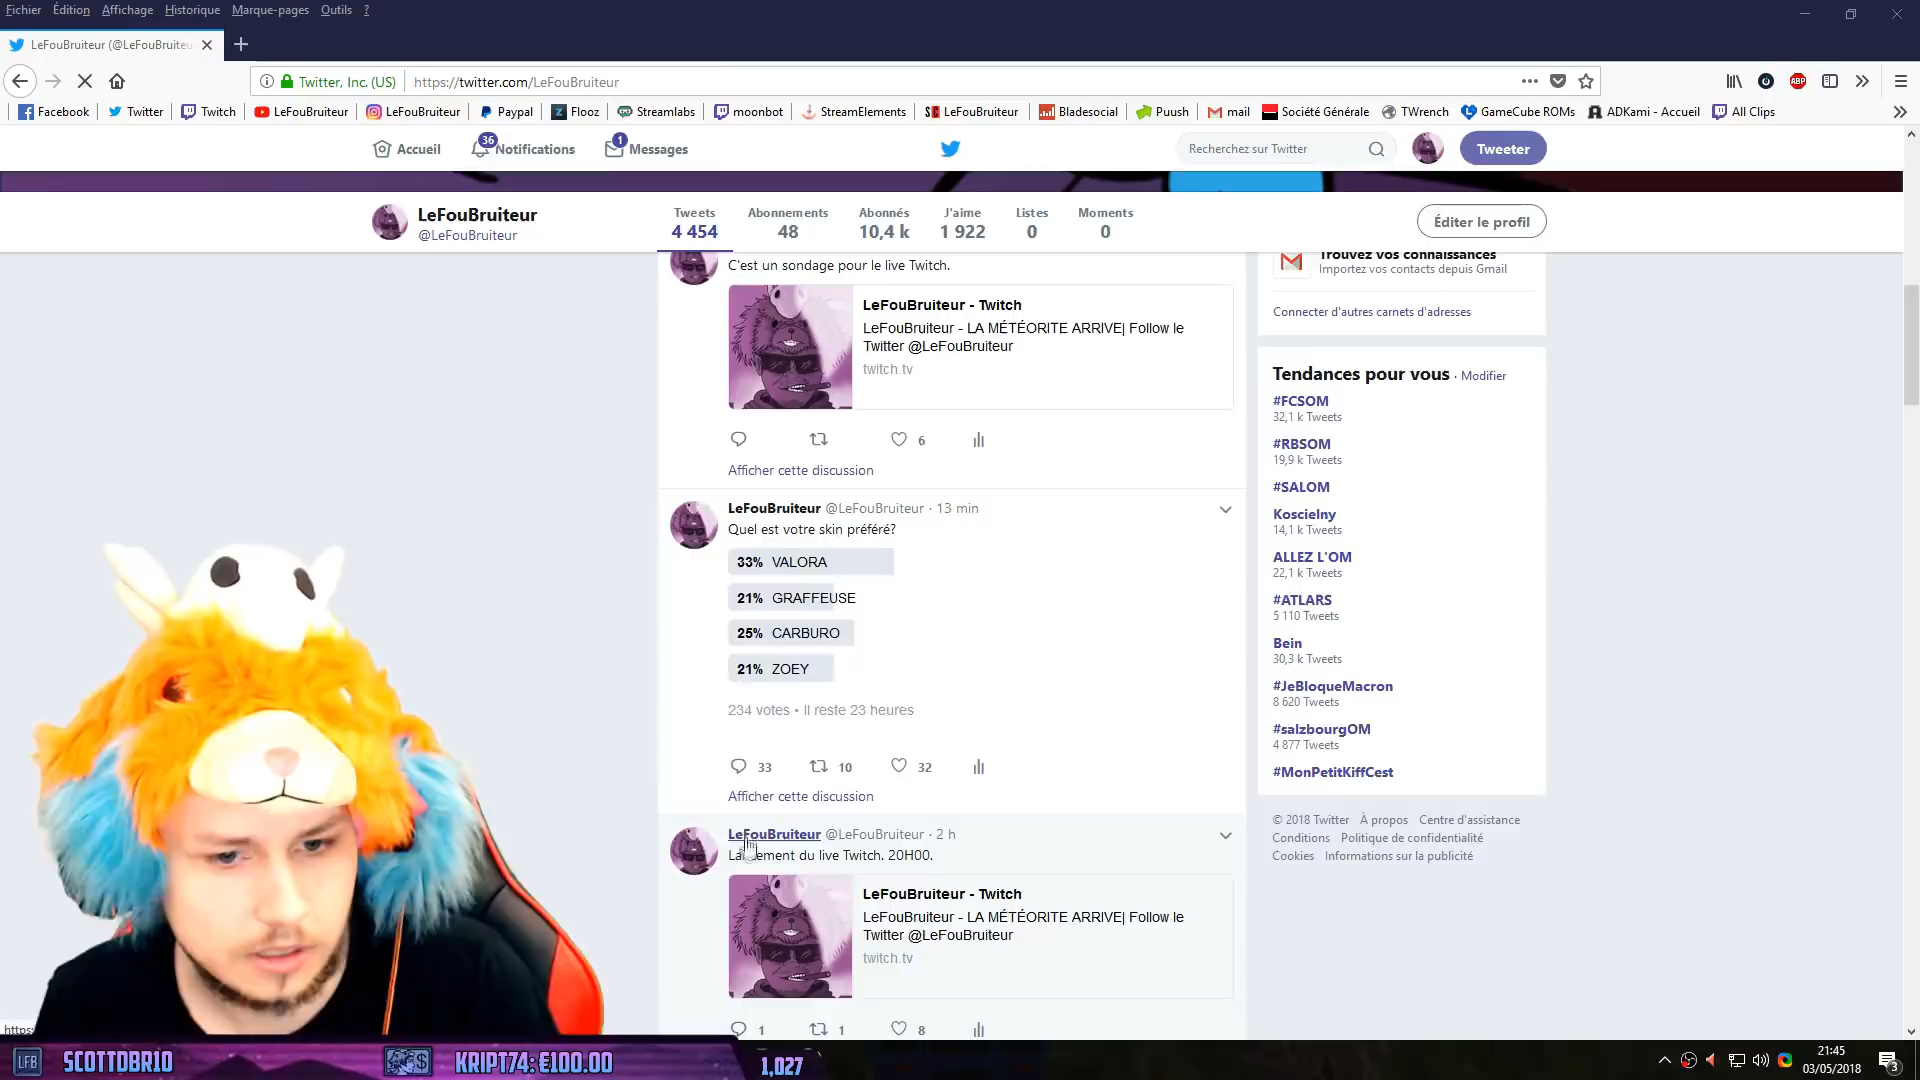 Fichier Édition Affichage Historique Marque-pages Outils ?
LeFouBruiteur (@LeFouBruiteu
Twitter, Inc. (US) https://twitter.com/LeFouBruiteur
Facebook Twitter Twitch LeFouBruiteur LeFouBruiteur Paypal Flooz Streamlabs moonbot StreamElements LeFouBruiteur Bladesocial Puush mail Société Générale TWrench GameCube ROMs ADKami - Accueil All Clips
Accueil 36 Notifications 1 Messages Recherchez sur Twitter Tweeter
LeFouBruiteur
@LeFouBruiteur
Tweets Abonnements Abonnés J'aime Listes Moments
4 454 48 10,4 k 1 922 0 0
Éditer le profil
C'est un sondage pour le live Twitch.
LeFouBruiteur - Twitch
LeFouBruiteur - LA MÉTÉORITE ARRIVE| Follow le
Twitter @LeFouBruiteur
twitch.tv
6
Afficher cette discussion
LeFouBruiteur @LeFouBruiteur · 13 min
Quel est votre skin préféré?
33% VALORA
21% GRAFFEUSE
25% CARBURO
21% ZOEY
234 votes • Il reste 23 heures
33 10 32
Afficher cette discussion
LeFouBruiteur @LeFouBruiteur · 2 h
ement du live Twitch. 20H00.
LeFouBruiteur - Twitch
LeFouBruiteur - LA MÉTÉORITE ARRIVE| Follow le
Twitter @LeFouBruiteur
twitch.tv
1 1 8
Trouvez vos connaissances
Importez vos contacts depuis Gmail
Connecter d'autres carnets d'adresses
Tendances pour vous · Modifier
#FCSOM
32,1 k Tweets
#RBSOM
19,9 k Tweets
#SALOM
Koscielny
14,1 k Tweets
ALLEZ L'OM
22,1 k Tweets
#ATLARS
5 110 Tweets
Bein
30,3 k Tweets
#JeBloqueMacron
8 620 Tweets
#salzbourgOM
4 877 Tweets
#MonPetitKiffCest
© 2018 Twitter À propos Centre d'assistance
Conditions Politique de confidentialité
Cookies Informations sur la publicité
https:
LFB SCOTTDBR10 KRIPT74: €100.00 1,027
21:45
03/05/2018
3